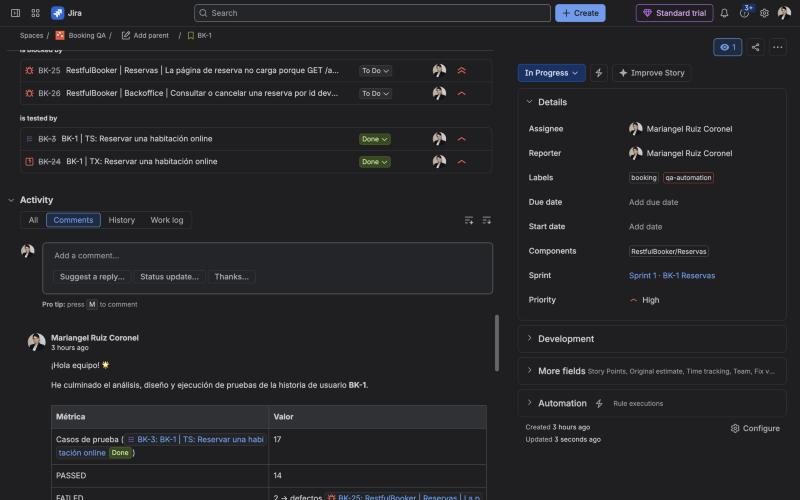 Jira
Search
+ Create
Standard trial
3+
Spaces / Booking QA / Add parent / BK-1
1
is blocked by
BK-25 RestfulBooker | Reservas | La página de reserva no carga porque GET /a... To Do
BK-26 RestfulBooker | Backoffice | Consultar o cancelar una reserva por id dev... To Do
is tested by
BK-3 BK-1 | TS: Reservar una habitación online Done
BK-24 BK-1 | TX: Reservar una habitación online Done
Activity
All Comments History Work log
Add a comment...
Suggest a reply... Status update... Thanks...
Pro tip: press M to comment
Mariangel Ruiz Coronel
3 hours ago
¡Hola equipo! 🌟
He culminado el análisis, diseño y ejecución de pruebas de la historia de usuario BK-1.
Métrica Valor
Casos de prueba ( BK-3: BK-1 | TS: Reservar una habi
tación online Done ) 17
PASSED 14
FAILED 2 → defectos BK-25: RestfulBooker | Reservas | La p
In Progress Improve Story
Details
Assignee Mariangel Ruiz Coronel
Reporter Mariangel Ruiz Coronel
Labels booking qa-automation
Due date Add due date
Start date Add date
Components RestfulBooker/Reservas
Sprint Sprint 1 · BK-1 Reservas
Priority High
Development
More fields Story Points, Original estimate, Time tracking, Team, Fix v...
Automation Rule executions
Created 3 hours ago
Updated 3 seconds ago
Configure